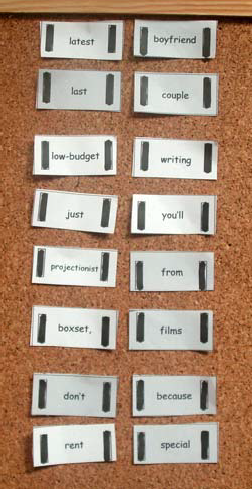 latest boyfriend
last couple
low-budget writing
just you'll
projectionist from
boxset, films
don't because
rent special